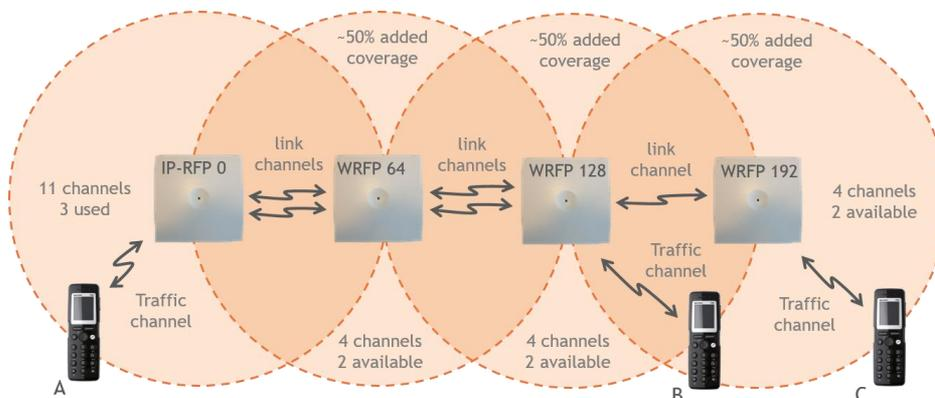 ~50% added
coverage
~50% added
coverage
~50% added
coverage
IP-RFP 0
link
channels
WRFP 64
link
channels
WRFP 128
link
channel
WRFP 192
11 channels
3 used
4 channels
2 available
Traffic
channel
Traffic
channel
Traffic
channel
4 channels
2 available
4 channels
2 available
A
B
C